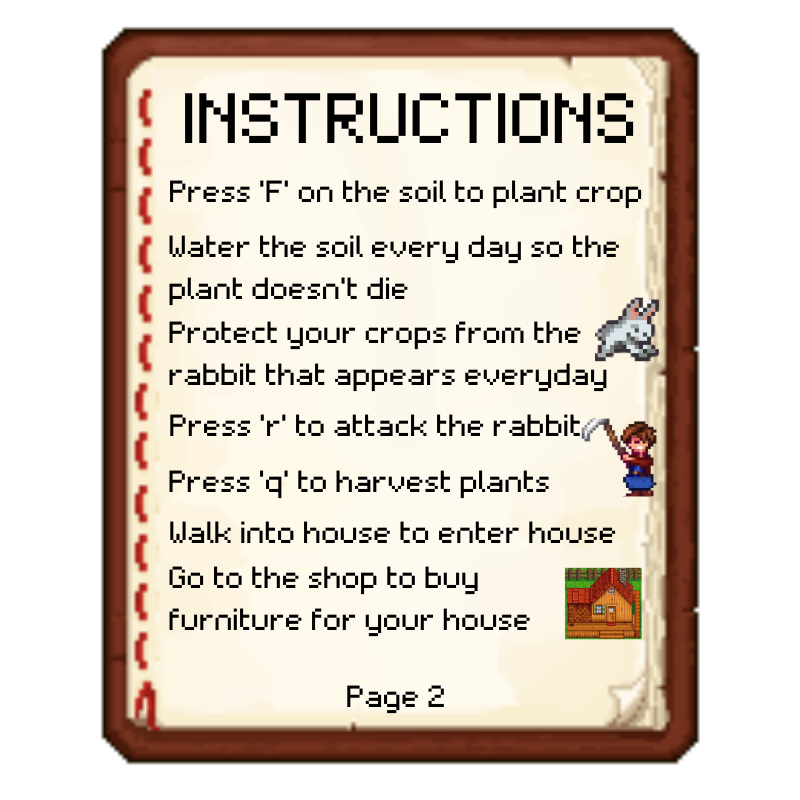 INSTRUCTIONS
Press 'F' on the soil to plant crop
Water the soil every day so the
plant doesn't die
Protect your crops from the
rabbit that appears everyday
Press 'r' to attack the rabbit
Press 'q' to harvest plants
Walk into house to enter house
Go to the shop to buy
furniture for your house
Page 2